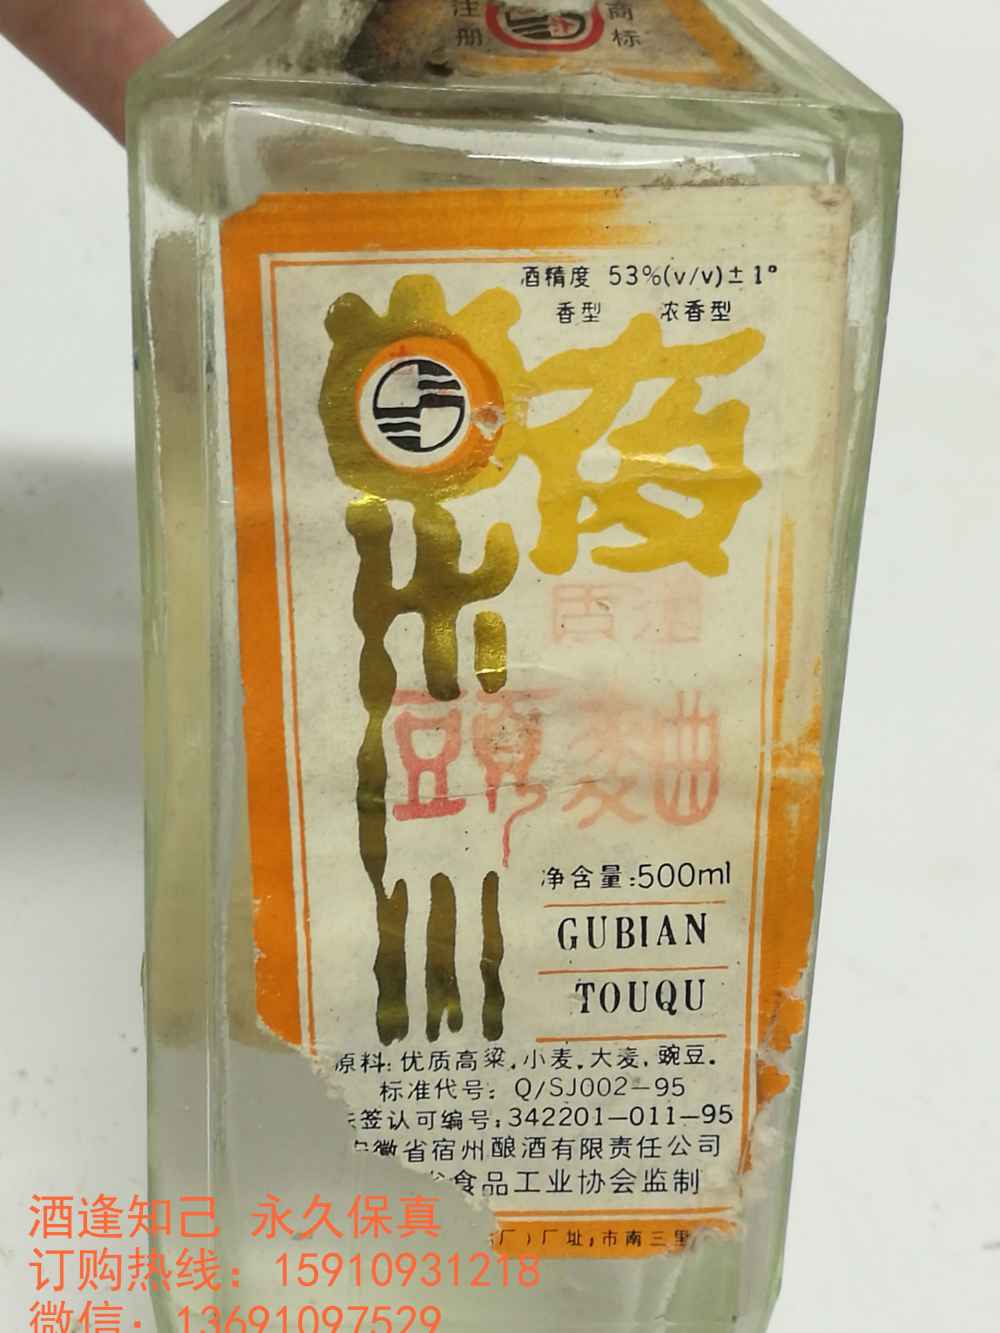 注册 商标
酒精度 53%(v/v)±1°
香型 浓香型
頭麯
净含量:500ml
GUBIAN
TOUQU
原料:优质高粱,小麦,大麦,豌豆.
标准代号: Q/SJ002-95
签认可编号:342201-011-95
徽省宿州酿酒有限责任公司
省食品工业协会监制
厂)厂址:市南三里
酒逢知己 永久保真
订购热线:15910931218
微信:13691097529